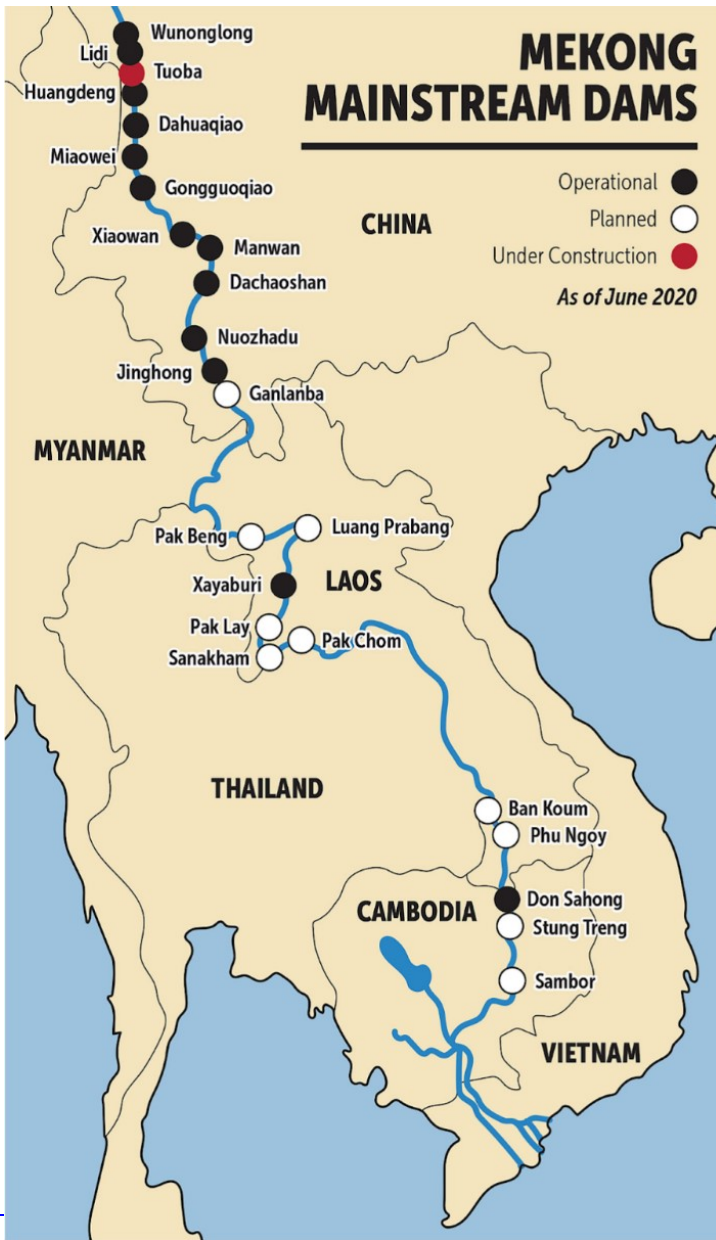 MEKONG
MAINSTREAM DAMS
Operational
Planned
Under Construction
As of June 2020
Wunonglong
Lidi
Tuoba
Huangdeng
Dahuaqiao
Miaowei
Gongguoqiao
Xiaowan
Manwan
CHINA
Dachaoshan
Nuozhadu
Jinghong
Ganlanba
MYANMAR
Pak Beng
Luang Prabang
Xayaburi
LAOS
Pak Lay
Pak Chom
Sanakham
THAILAND
Ban Koum
Phu Ngoy
Don Sahong
CAMBODIA
Stung Treng
Sambor
VIETNAM